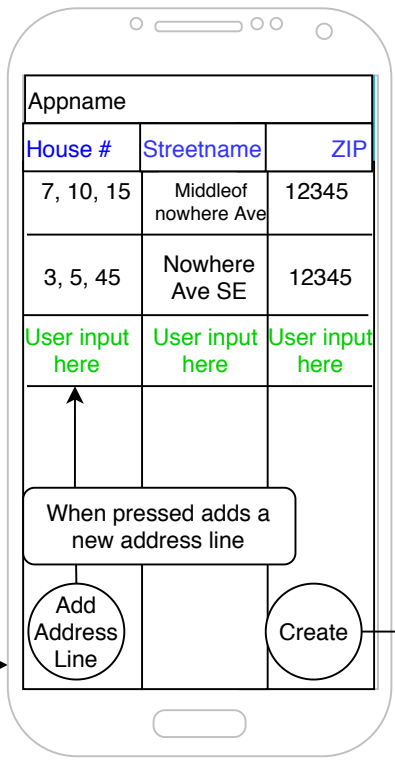 Appname
House # Streetname ZIP
7, 10, 15 Middleof 12345
nowhere Ave
3, 5, 45 Nowhere 12345
Ave SE
User input User input User input
here here here
When pressed adds a
new address line
Add
Address
Line
Create